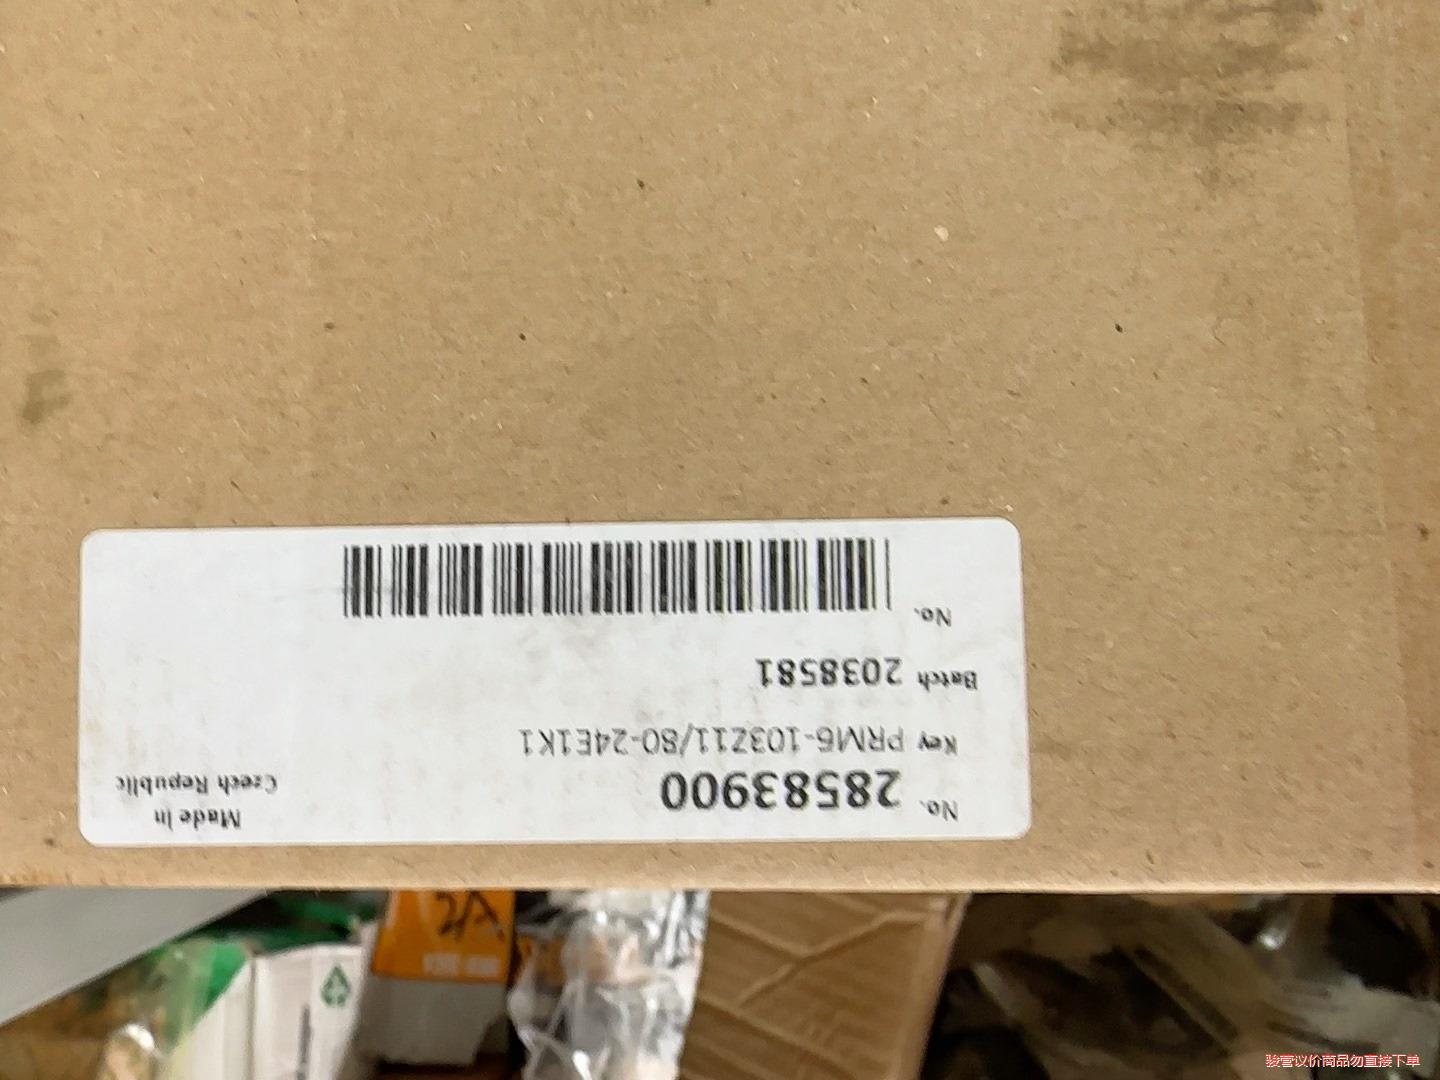 Made in
Czech Republic
No. 28583900
Key PRM6-103Z11/80-24E1K1
Batch 2038581
No.
骏营议价商品勿直接下单